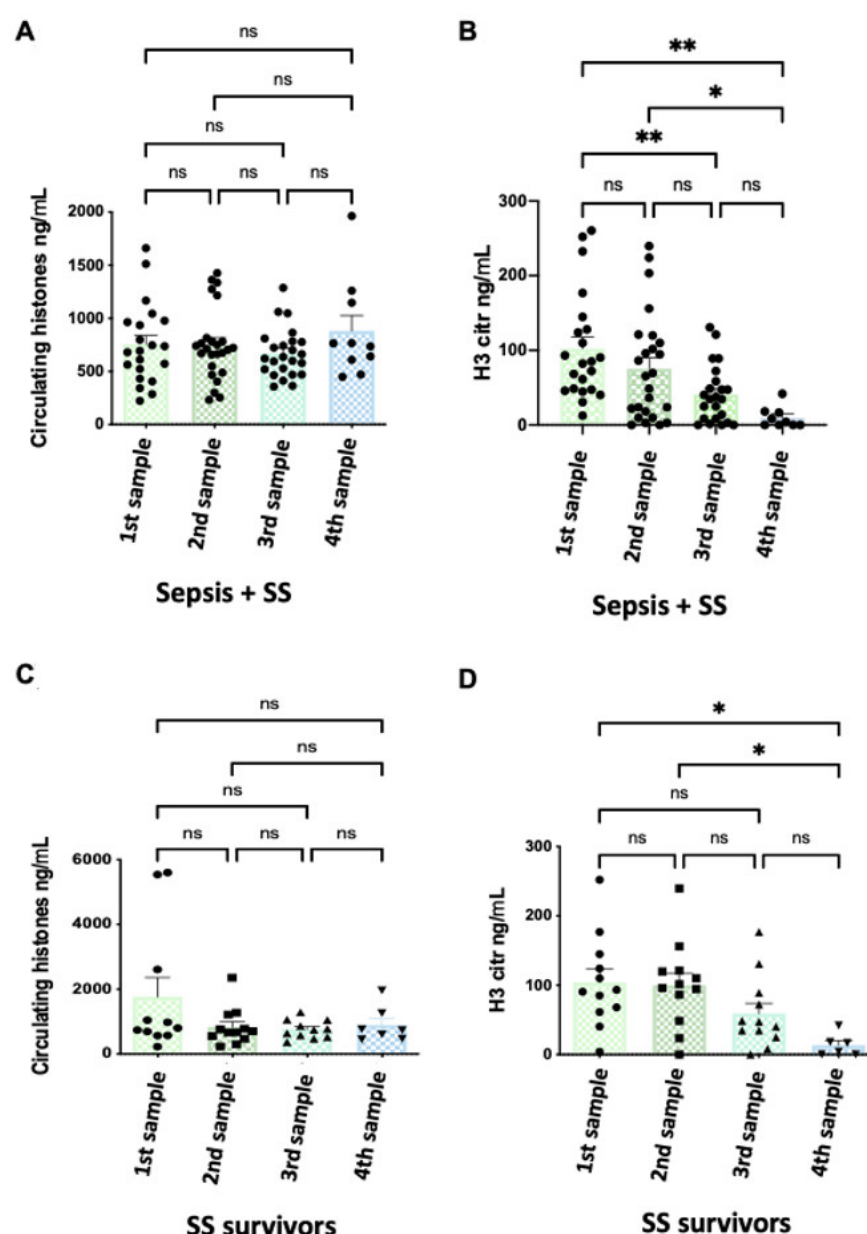 A
ns
ns
ns
ns ns ns
Circulating histones ng/mL
2000
1500
1000
500
0
1st sample
2nd sample
3rd sample
4th sample
Sepsis + SS
B
**
*
**
ns ns ns
H3 citr ng/mL
300
200
100
0
1st sample
2nd sample
3rd sample
4th sample
Sepsis + SS
C
ns
ns
ns
ns ns ns
Circulating histones ng/mL
6000
4000
2000
0
1st sample
2nd sample
3rd sample
4th sample
SS survivors
D
*
*
ns
ns ns ns
H3 citr ng/mL
300
200
100
0
1st sample
2nd sample
3rd sample
4th sample
SS survivors